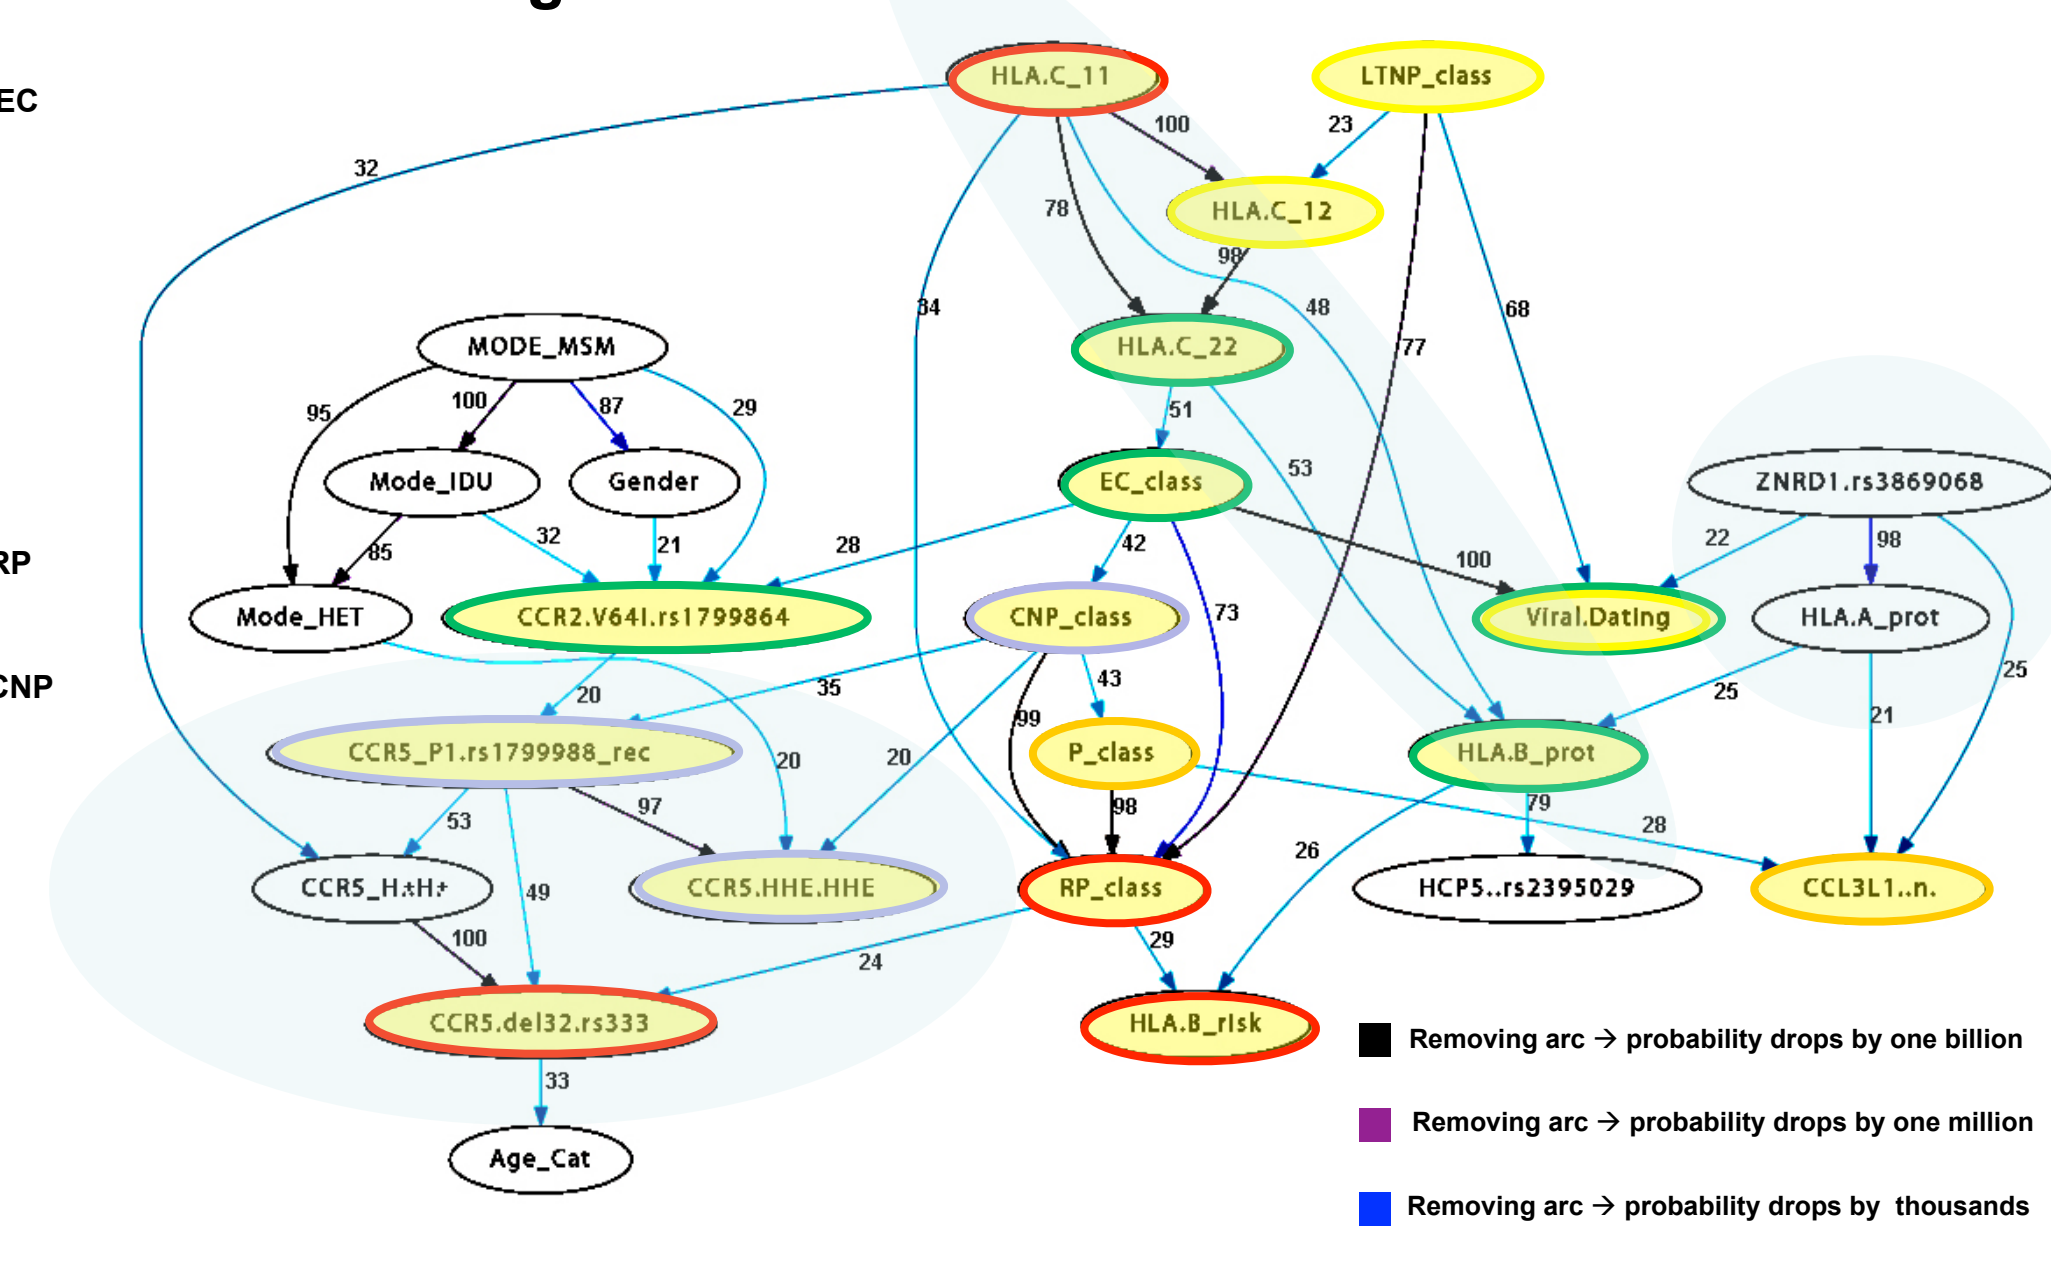 g
HLA.C_11
LTNP_class
EC
100
23
32
HLA.C_12
78
98
34
48
68
MODE_MSM
HLA.C_22
77
95
100
87
29
51
53
Mode_IDU
Gender
EC_class
ZNRD1.rs3869068
32
21
28
42
100
22
98
85
RP
Mode_HET
CCR2.V64I.rs1799864
CNP_class
73
Viral.Dating
HLA.A_prot
CNP
20
35
43
25
25
99
21
CCR5_P1.rs1799988_rec
20
20
P_class
HLA.B_prot
53
97
98
79
28
26
CCR5_H*H*
49
CCR5.HHE.HHE
RP_class
HCP5..rs2395029
CCL3L1..n.
100
24
29
CCR5.del32.rs333
HLA.B_risk
Removing arc → probability drops by one billion
33
Removing arc → probability drops by one million
Age_Cat
Removing arc → probability drops by  thousands